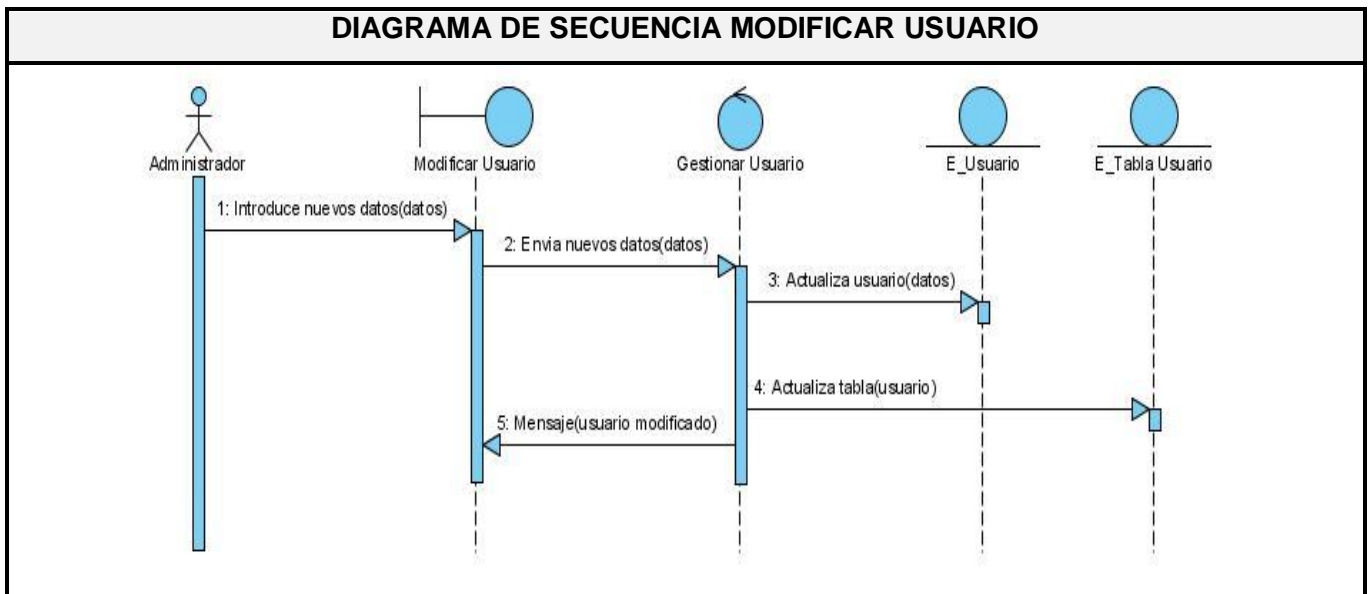 DIAGRAMA DE SECUENCIA MODIFICAR USUARIO
Administrador
Modificar Usuario
Gestionar Usuario
E_Usuario
E_Tabla Usuario
1: Introduce nuevos datos(datos)
2: Envia nuevos datos(datos)
3: Actualiza usuario(datos)
4: Actualiza tabla(usuario)
5: Mensaje(usuario modificado)